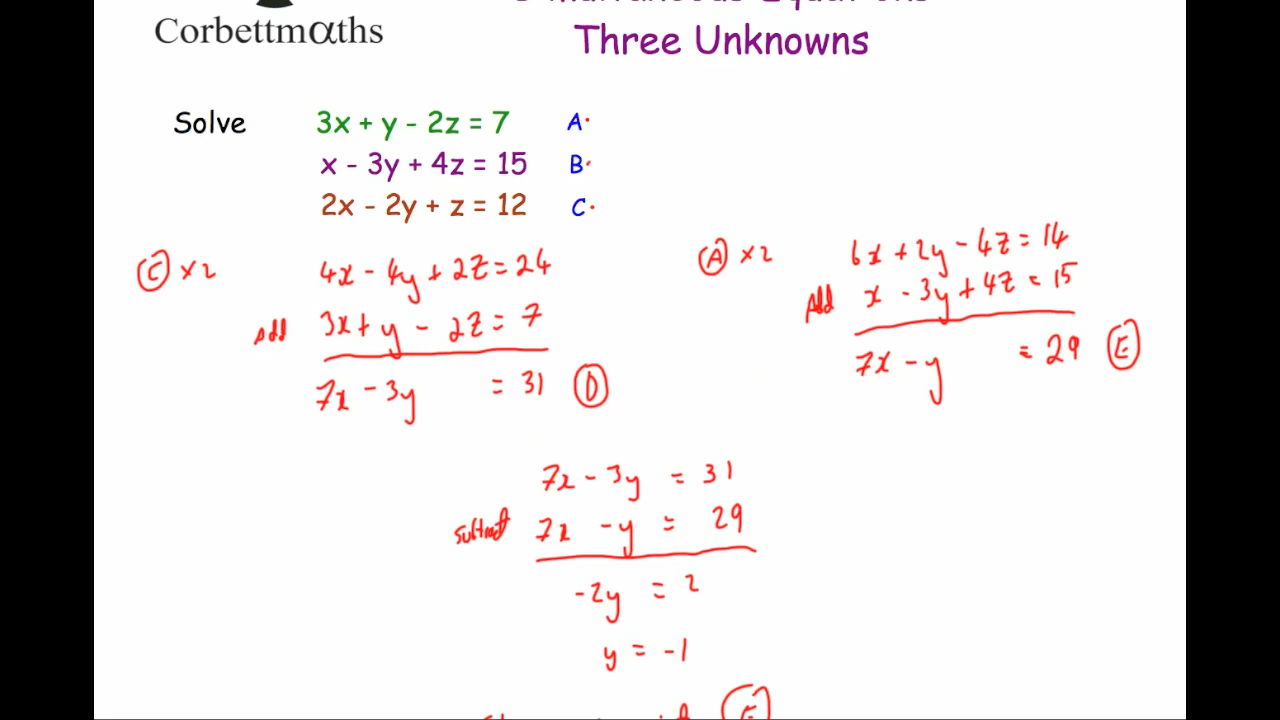 Corbettmαths
Three Unknowns
Solve 3x + y - 2z = 7 A.
x - 3y + 4z = 15 B.
2x - 2y + z = 12 C.
Ⓒ ×2 4x - 4y + 2z = 24
Add 3x + y - 2z = 7
7x - 3y = 31 Ⓓ
Ⓐ ×2 6x + 2y - 4z = 14
Add x - 3y + 4z = 15
7x - y = 29 Ⓔ
7x - 3y = 31
subtract 7x - y = 29
-2y = 2
y = -1